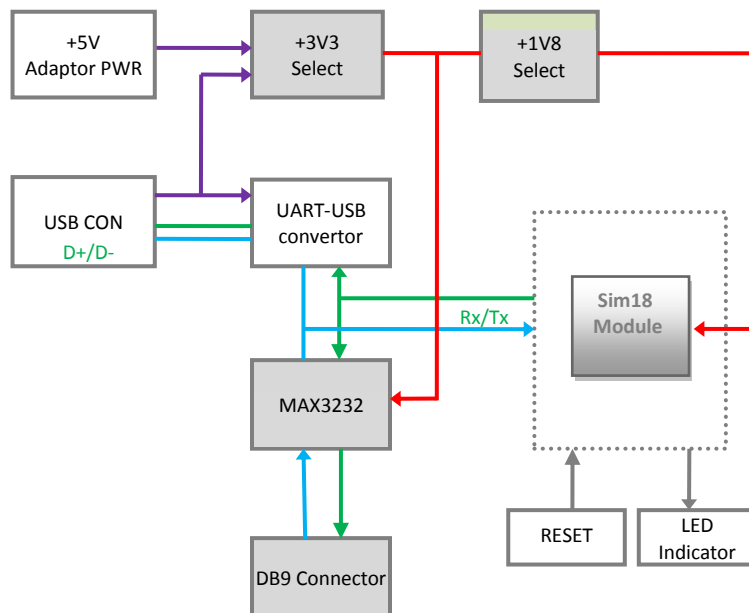 +5V
Adaptor PWR
+3V3
Select
+1V8
Select
USB CON
D+/D-
UART-USB
convertor
Sim18
Module
Rx/Tx
MAX3232
RESET
LED
Indicator
DB9 Connector